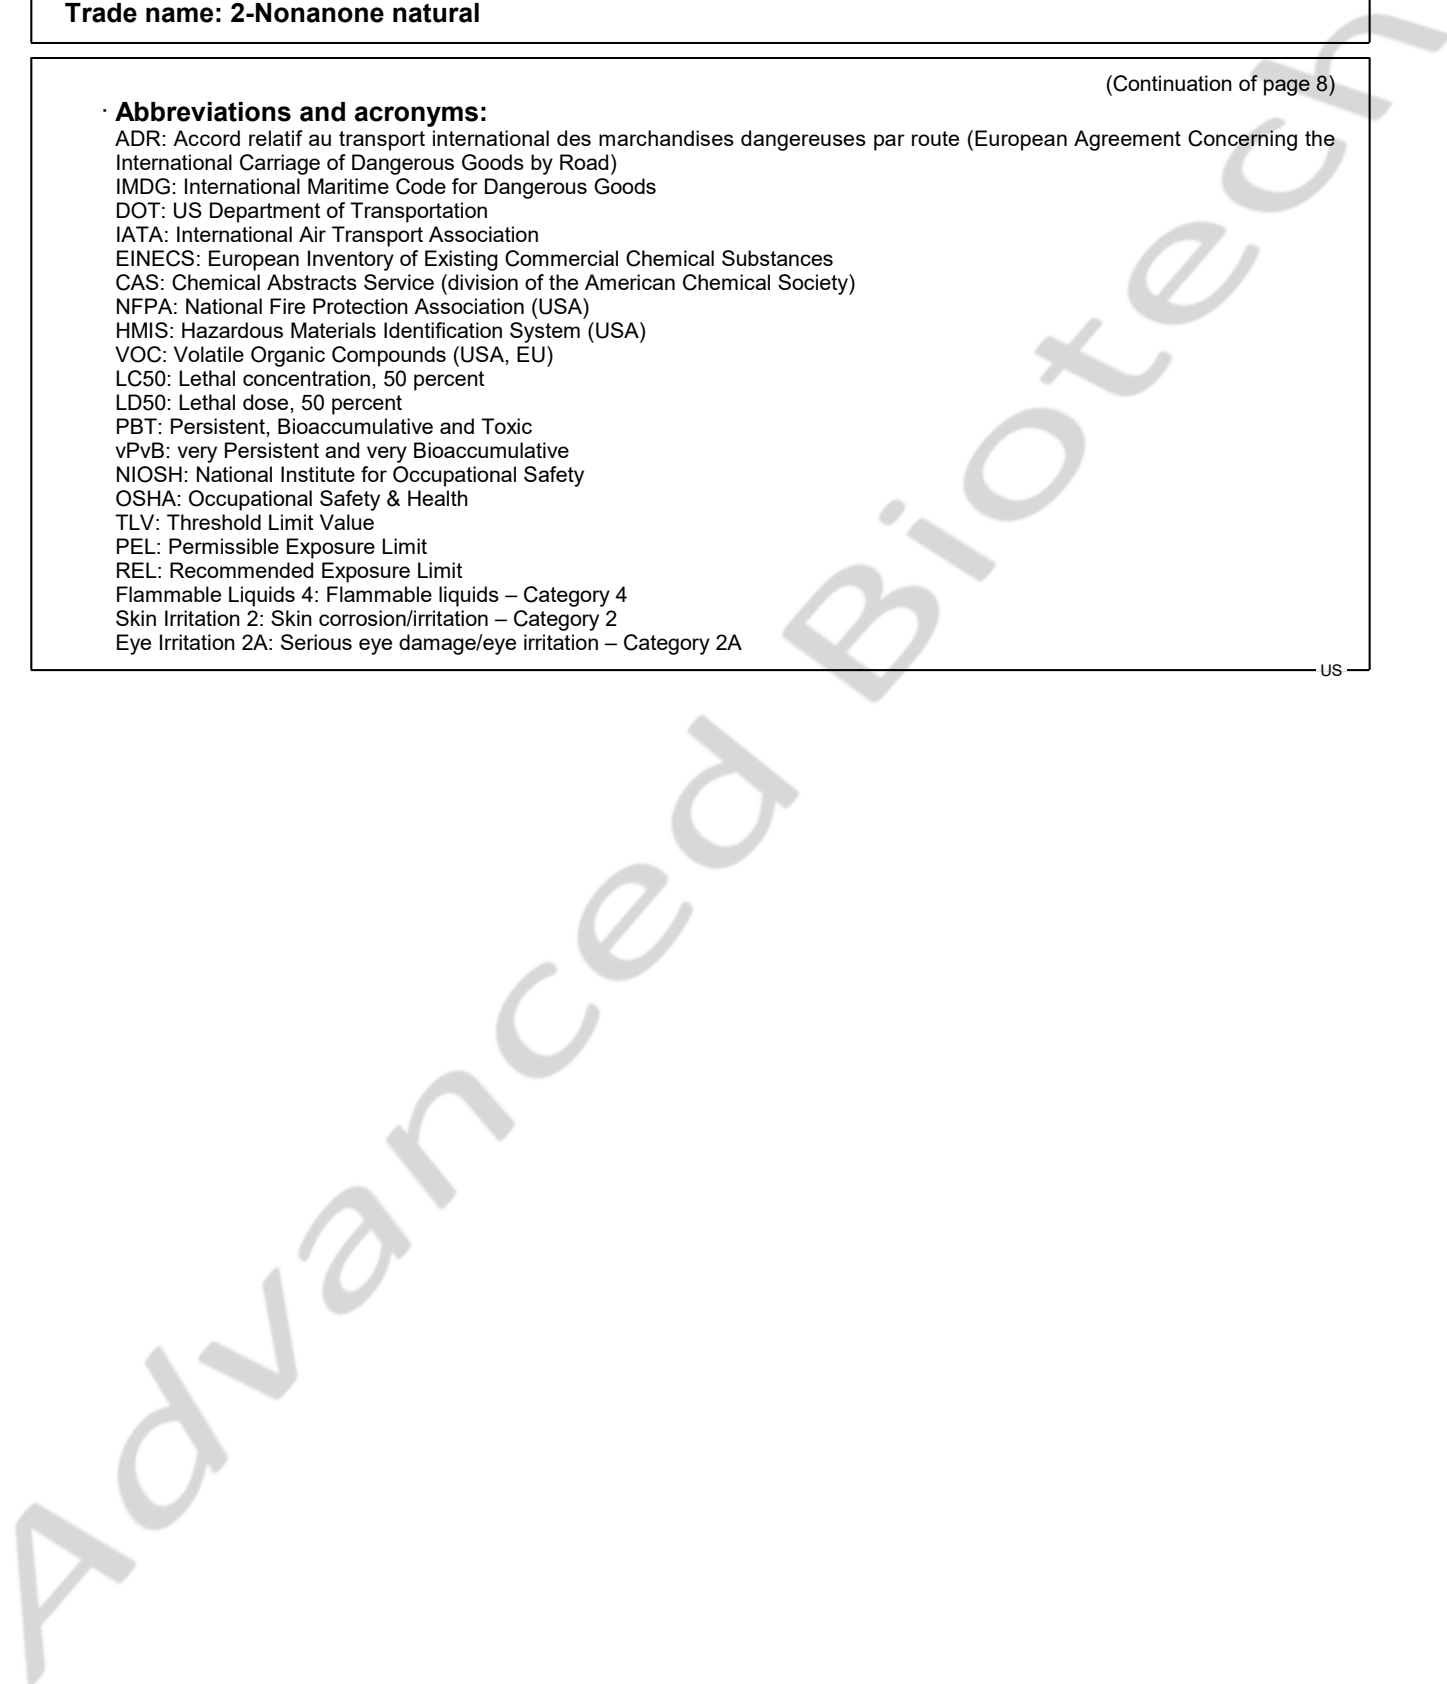 Trade name: 2-Nonanone natural
(Continuation of page 8)
· Abbreviations and acronyms:
ADR: Accord relatif au transport international des marchandises dangereuses par route (European Agreement Concerning the
International Carriage of Dangerous Goods by Road)
IMDG: International Maritime Code for Dangerous Goods
DOT: US Department of Transportation
IATA: International Air Transport Association
EINECS: European Inventory of Existing Commercial Chemical Substances
CAS: Chemical Abstracts Service (division of the American Chemical Society)
NFPA: National Fire Protection Association (USA)
HMIS: Hazardous Materials Identification System (USA)
VOC: Volatile Organic Compounds (USA, EU)
LC50: Lethal concentration, 50 percent
LD50: Lethal dose, 50 percent
PBT: Persistent, Bioaccumulative and Toxic
vPvB: very Persistent and very Bioaccumulative
NIOSH: National Institute for Occupational Safety
OSHA: Occupational Safety & Health
TLV: Threshold Limit Value
PEL: Permissible Exposure Limit
REL: Recommended Exposure Limit
Flammable Liquids 4: Flammable liquids – Category 4
Skin Irritation 2: Skin corrosion/irritation – Category 2
Eye Irritation 2A: Serious eye damage/eye irritation – Category 2A
US
Advanced Biotech